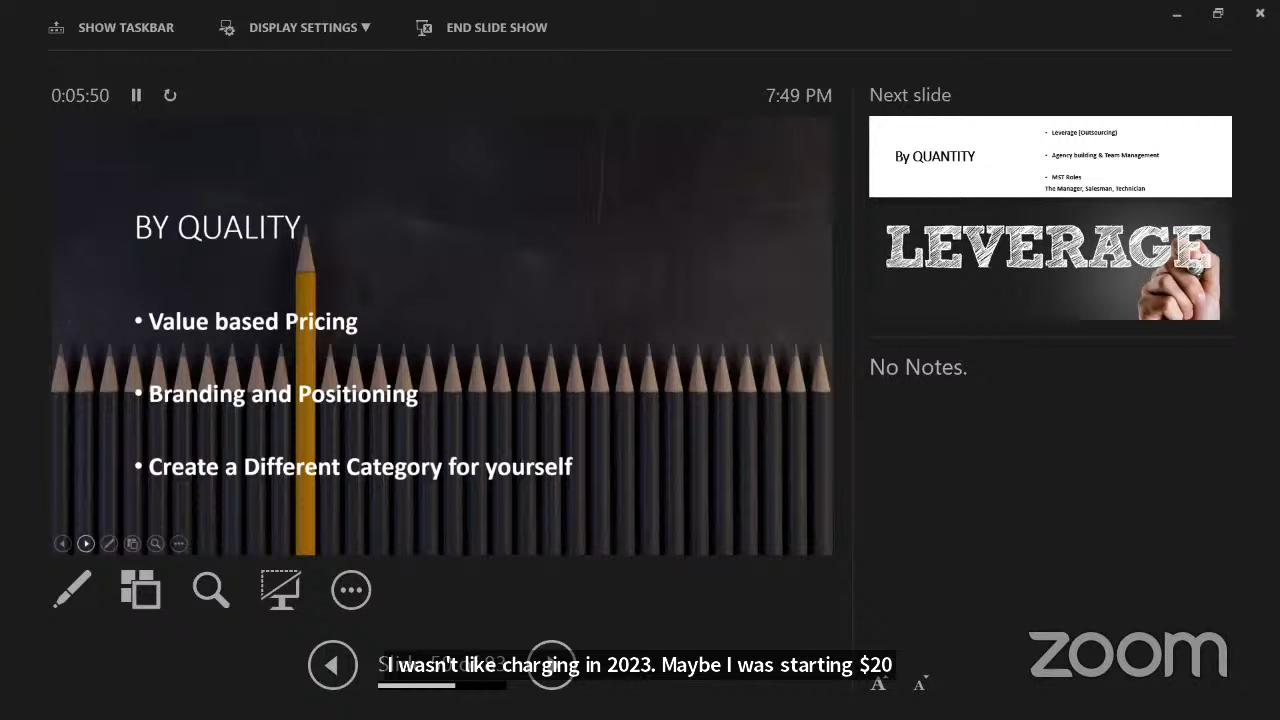 SHOW TASKBAR
DISPLAY SETTINGS ▼
END SLIDE SHOW
0:05:50
7:49 PM
BY QUALITY
• Value based Pricing
• Branding and Positioning
• Create a Different Category for yourself
Next slide
By QUANTITY
• Leverage (Outsourcing)
• Agency building & Team Management
• MST Roles
The Manager, Salesman, Technician
LEVERAGE
No Notes.
I wasn't like charging in 2023. Maybe I was starting $20
A A
zoom